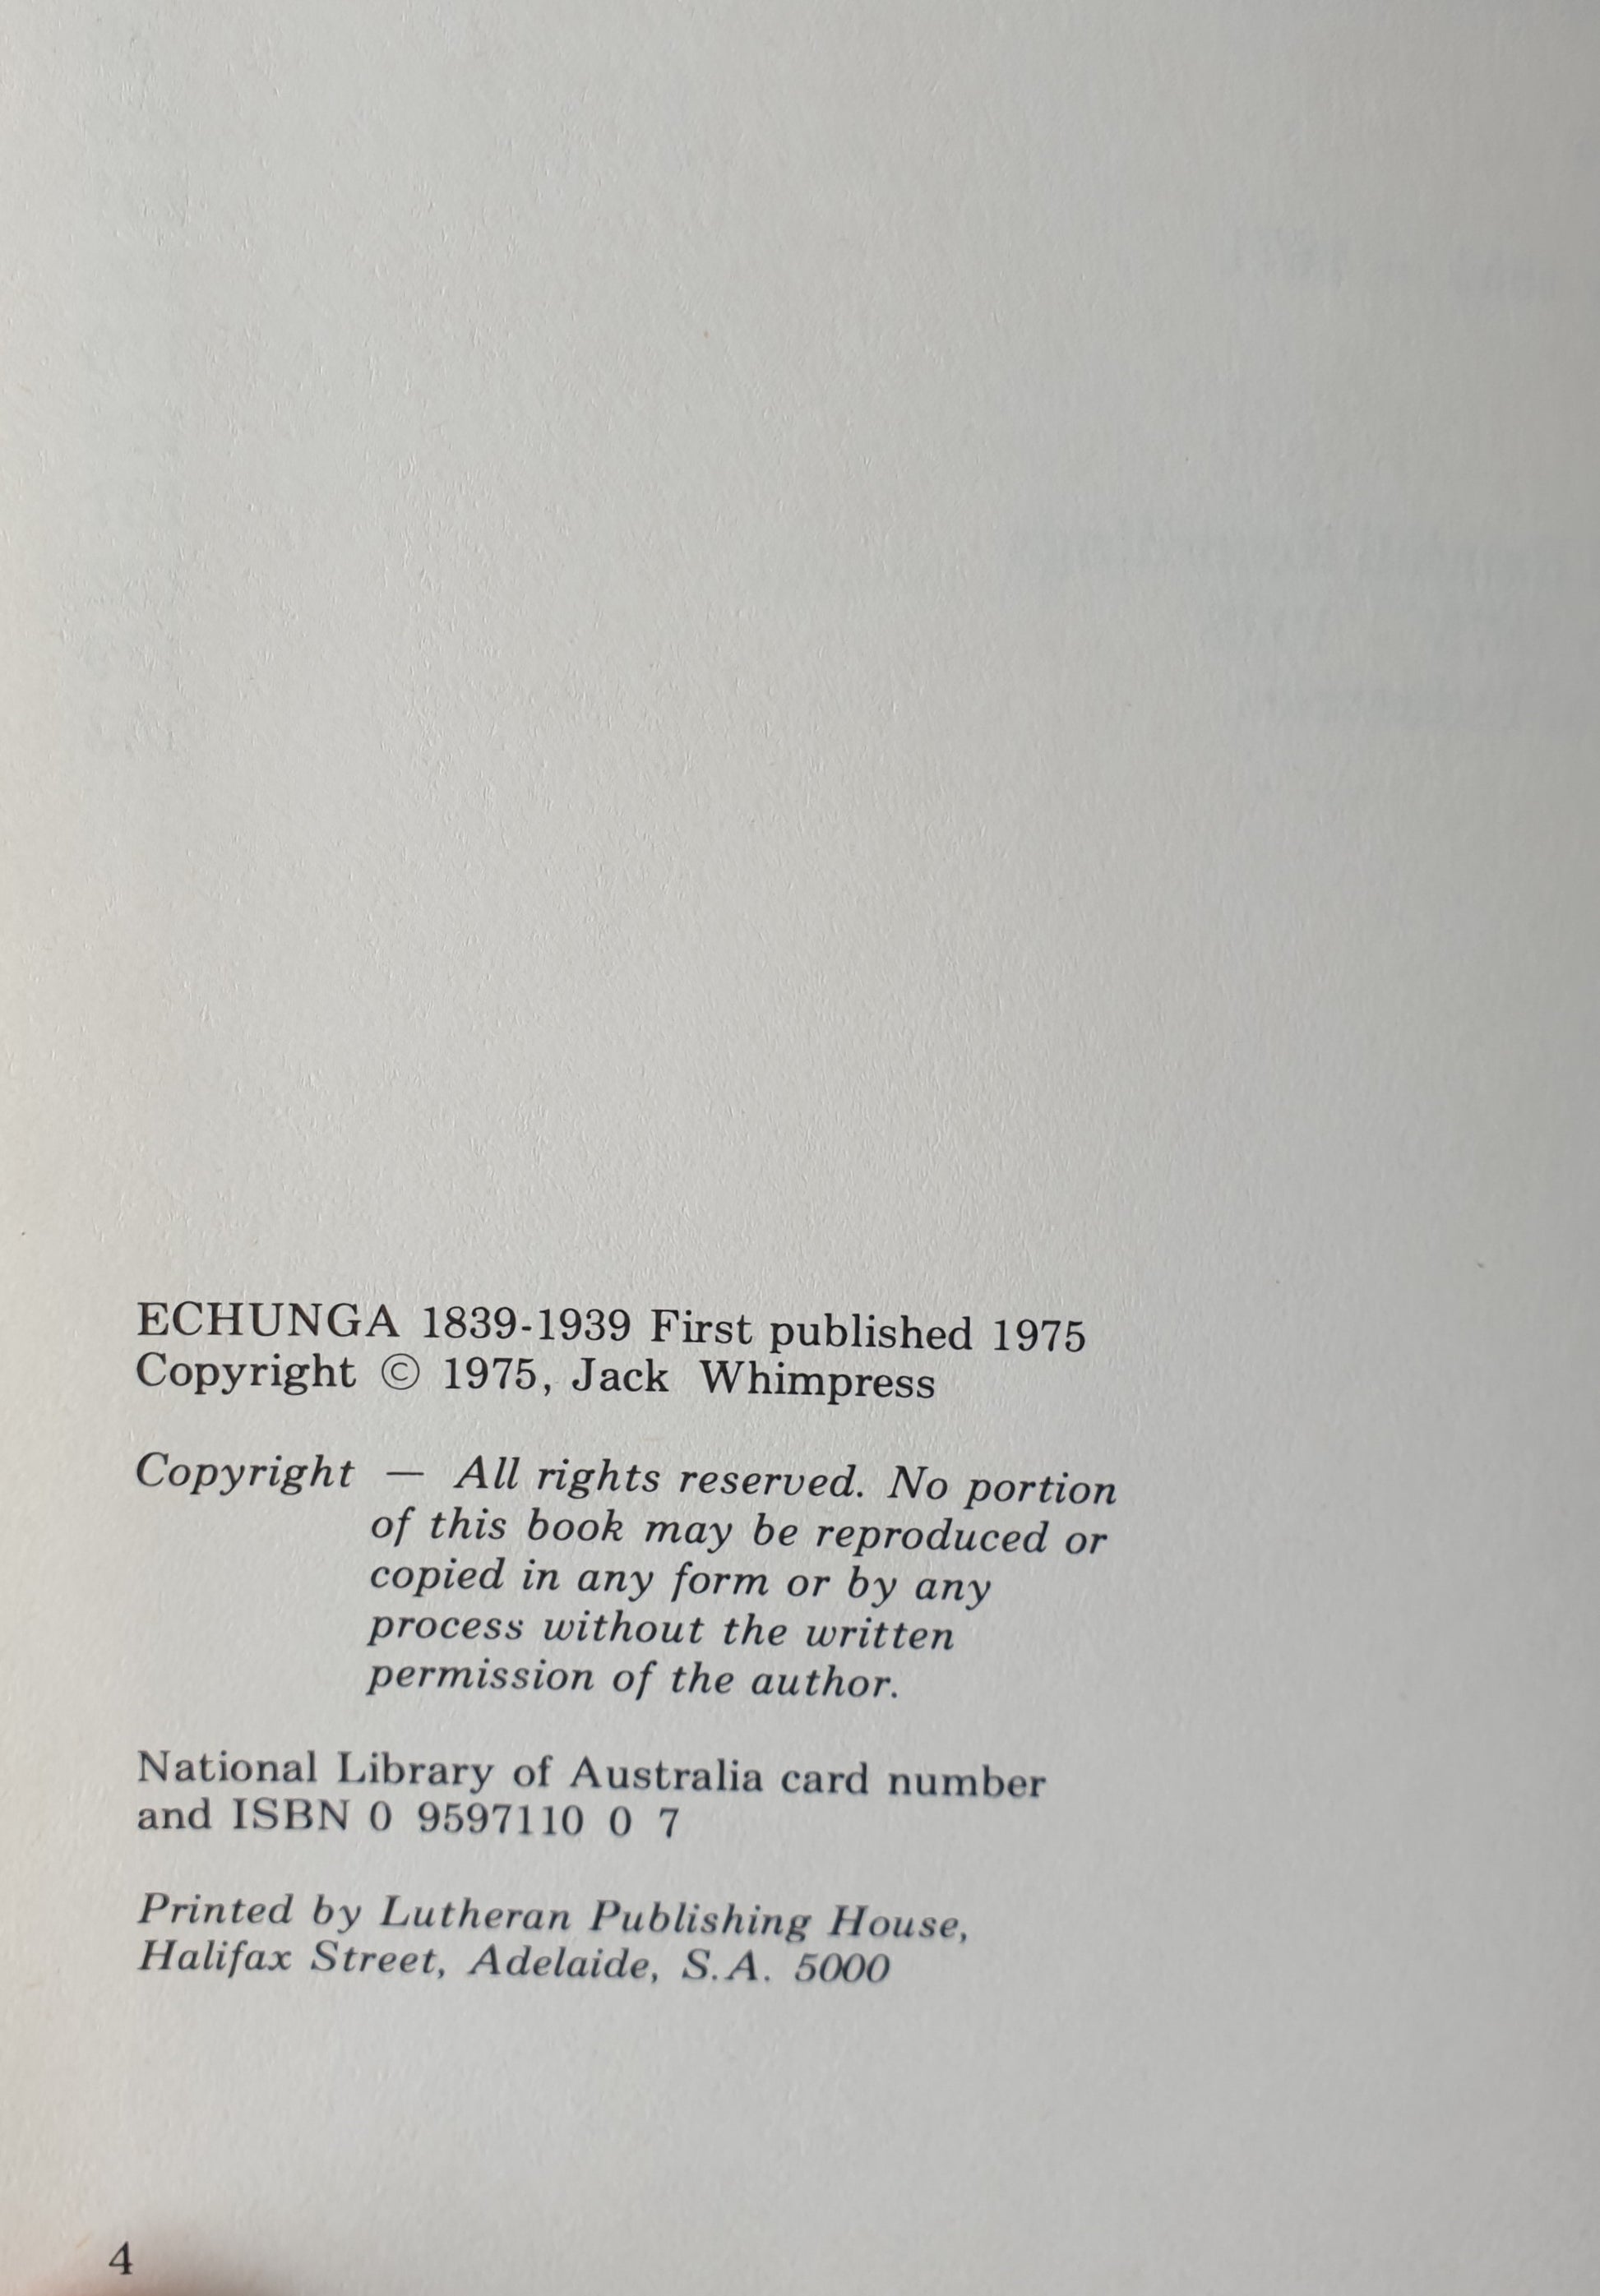 ECHUNGA 1839-1939 First published 1975
Copyright © 1975, Jack Whimpress
Copyright — All rights reserved. No portion
of this book may be reproduced or
copied in any form or by any
process without the written
permission of the author.
National Library of Australia card number
and ISBN 0 9597110 0 7
Printed by Lutheran Publishing House,
Halifax Street, Adelaide, S.A. 5000
4